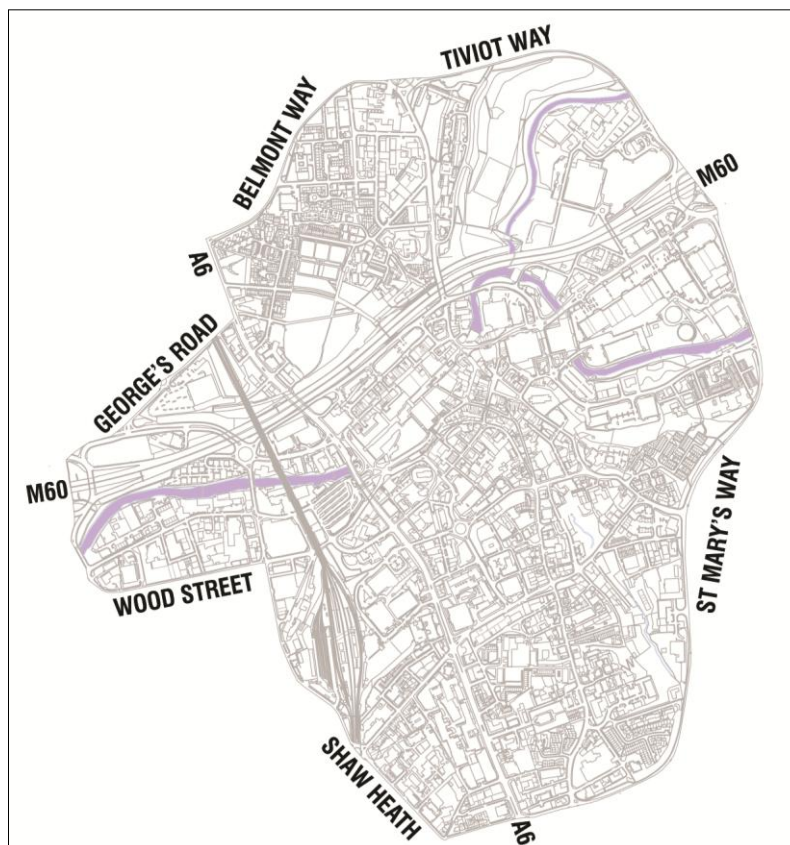 TIVIOT WAY
BELMONT WAY
M60
A6
GEORGE'S ROAD
M60
WOOD STREET
ST MARY'S WAY
SHAW HEATH
A6